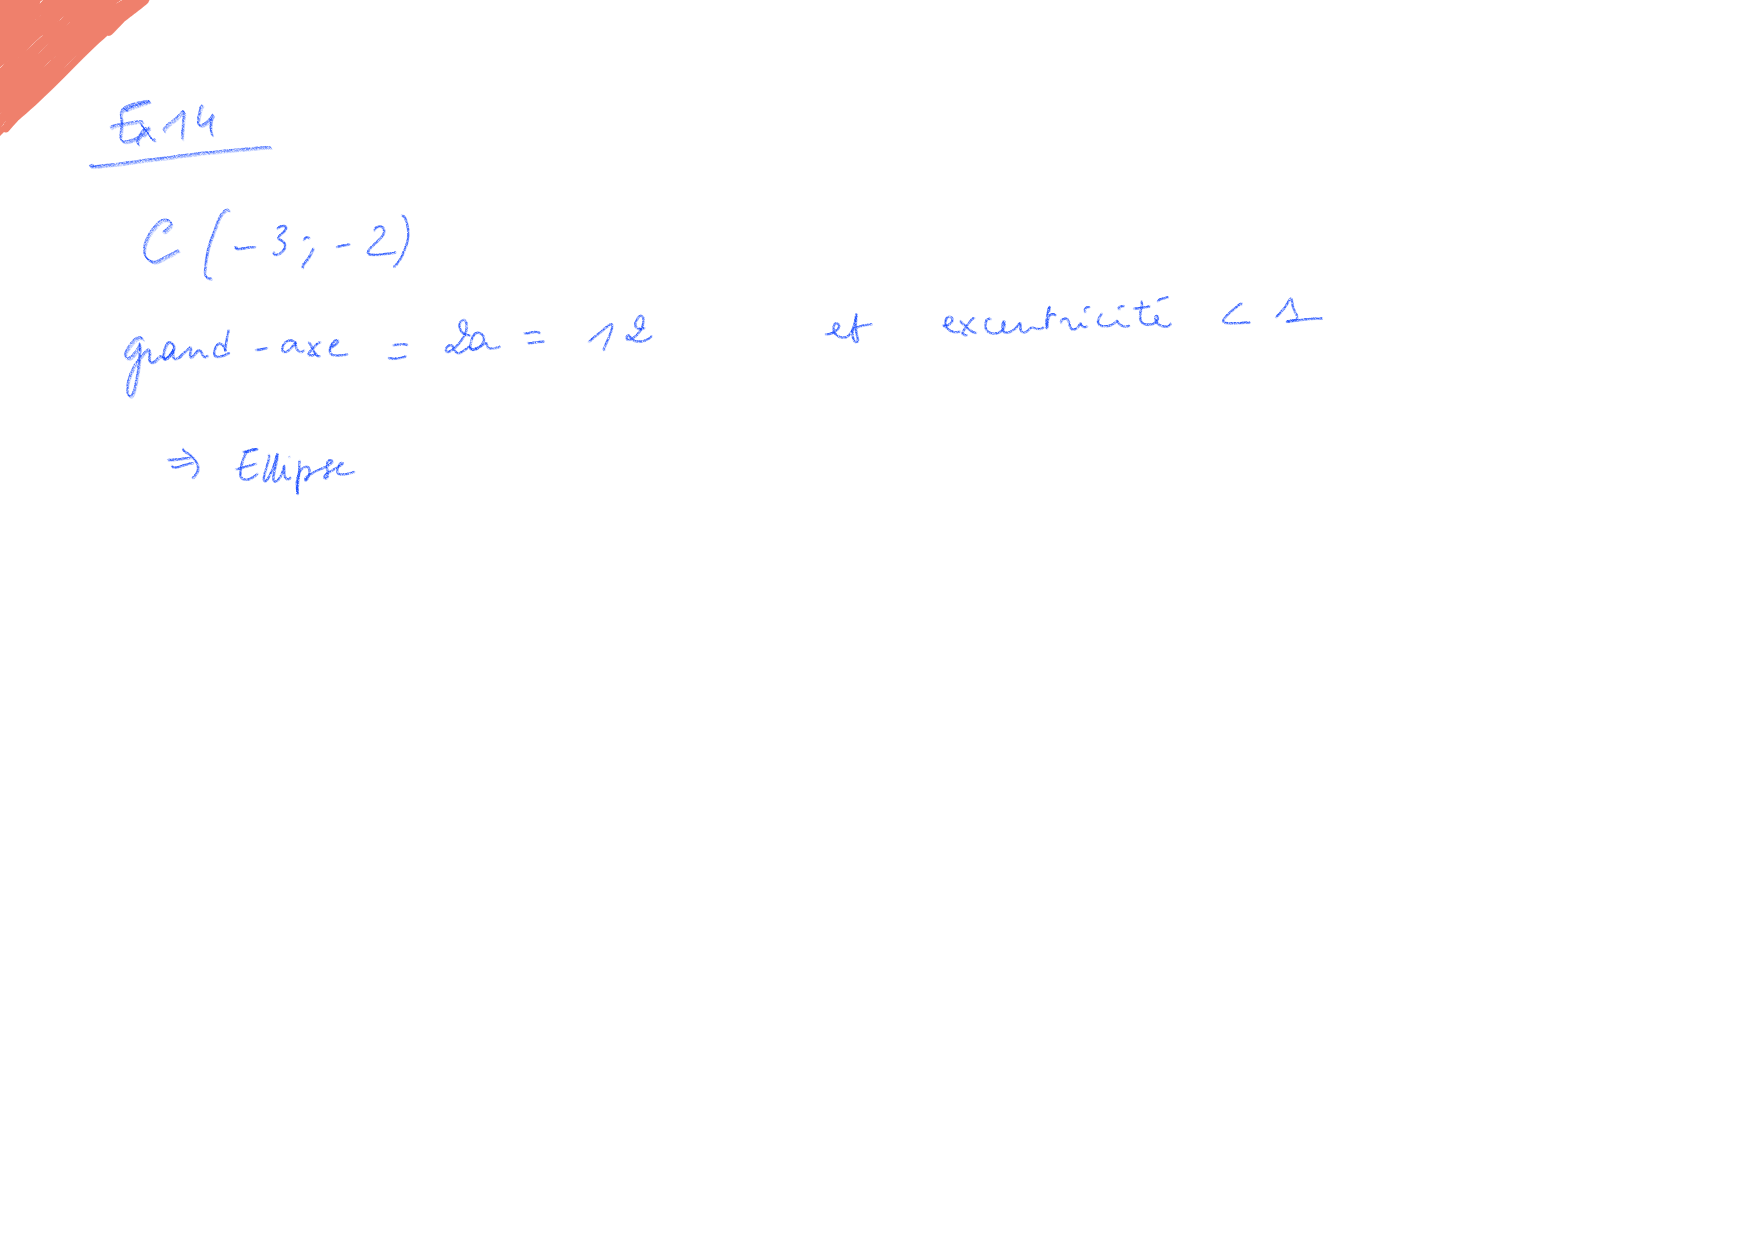 Ex 14
C (-3; -2)
grand-axe = 2a = 12 et excentricité < 1
⇒ Ellipse